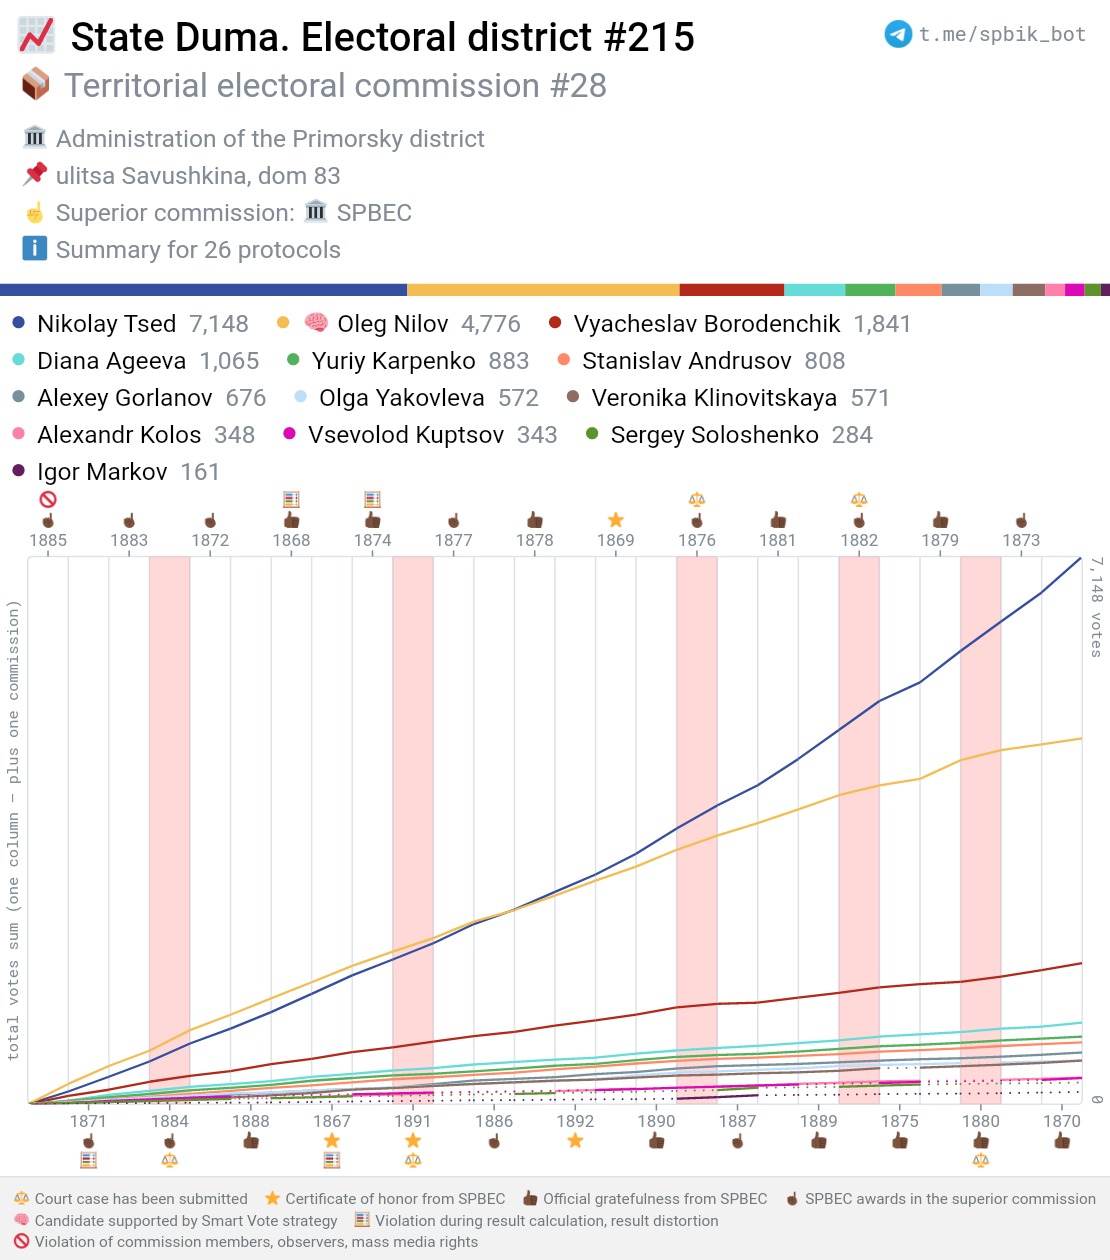 State Duma. Electoral district #215
t.me/spbik_bot
Territorial electoral commission #28
Administration of the Primorsky district
ulitsa Savushkina, dom 83
Superior commission: SPBEC
Summary for 26 protocols
Nikolay Tsed 7,148 Oleg Nilov 4,776 Vyacheslav Borodenchik 1,841
Diana Ageeva 1,065 Yuriy Karpenko 883 Stanislav Andrusov 808
Alexey Gorlanov 676 Olga Yakovleva 572 Veronika Klinovitskaya 571
Alexandr Kolos 348 Vsevolod Kuptsov 343 Sergey Soloshenko 284
Igor Markov 161
1885 1883 1872 1868 1874 1877 1878 1869 1876 1881 1882 1879 1873
total votes sum (one column — plus one commission)
7,148 votes
0
1871 1884 1888 1867 1891 1886 1892 1890 1887 1889 1875 1880 1870
Court case has been submitted Certificate of honor from SPBEC Official gratefulness from SPBEC SPBEC awards in the superior commission
Candidate supported by Smart Vote strategy Violation during result calculation, result distortion
Violation of commission members, observers, mass media rights